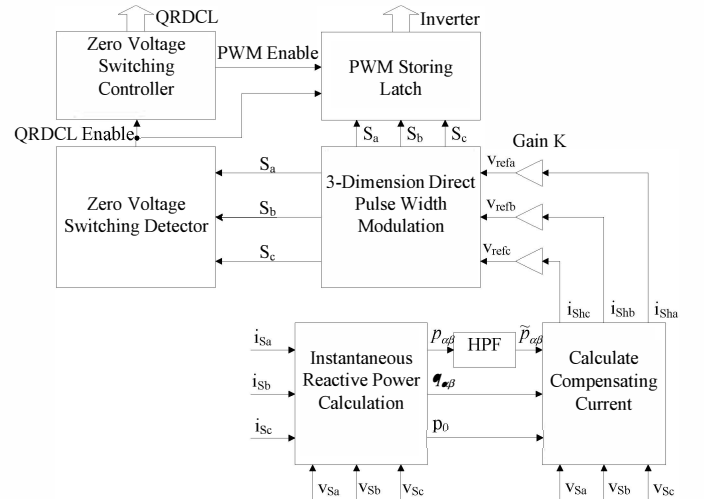 QRDCL
Inverter
Zero Voltage
Switching
Controller
PWM Enable
PWM Storing
Latch
QRDCL Enable
Sa
Sb
Sc
Gain K
Zero Voltage
Switching Detector
Sa
Sb
Sc
3-Dimension Direct
Pulse Width
Modulation
vrefa
vrefb
vrefc
iShc
iShb
iSha
iSa
iSb
iSc
Instantaneous
Reactive Power
Calculation
pαβ
HPF
p̃αβ
qαβ
p0
Calculate
Compensating
Current
vSa
vSb
vSc
vSa
vSb
vSc